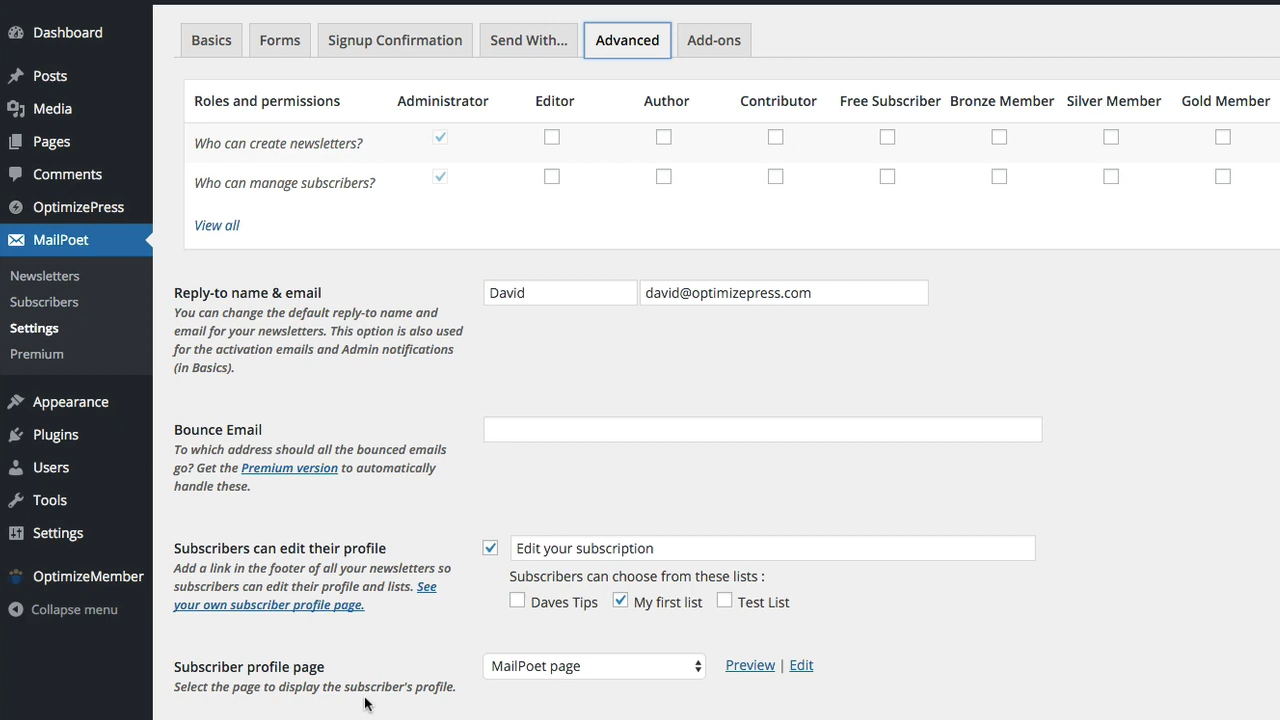 Dashboard
Posts
Media
Pages
Comments
OptimizePress
MailPoet
Newsletters
Subscribers
Settings
Premium
Appearance
Plugins
Users
Tools
Settings
OptimizeMember
Collapse menu
Basics Forms Signup Confirmation Send With... Advanced Add-ons
Roles and permissions Administrator Editor Author Contributor Free Subscriber Bronze Member Silver Member Gold Member
Who can create newsletters?
Who can manage subscribers?
View all
Reply-to name & email David david@optimizepress.com
You can change the default reply-to name and
email for your newsletters. This option is also used
for the activation emails and Admin notifications
(in Basics).
Bounce Email
To which address should all the bounced emails
go? Get the Premium version to automatically
handle these.
Subscribers can edit their profile Edit your subscription
Add a link in the footer of all your newsletters so
subscribers can edit their profile and lists. See
your own subscriber profile page.
Subscribers can choose from these lists :
Daves Tips My first list Test List
Subscriber profile page MailPoet page Preview | Edit
Select the page to display the subscriber's profile.